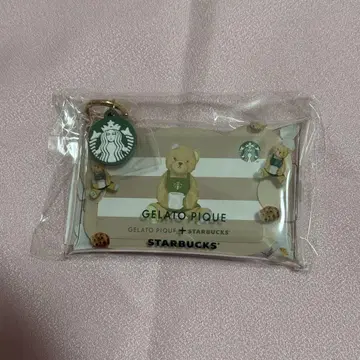 GELATO PIQUE
GELATO PIQUE + STARBUCKS
STARBUCKS